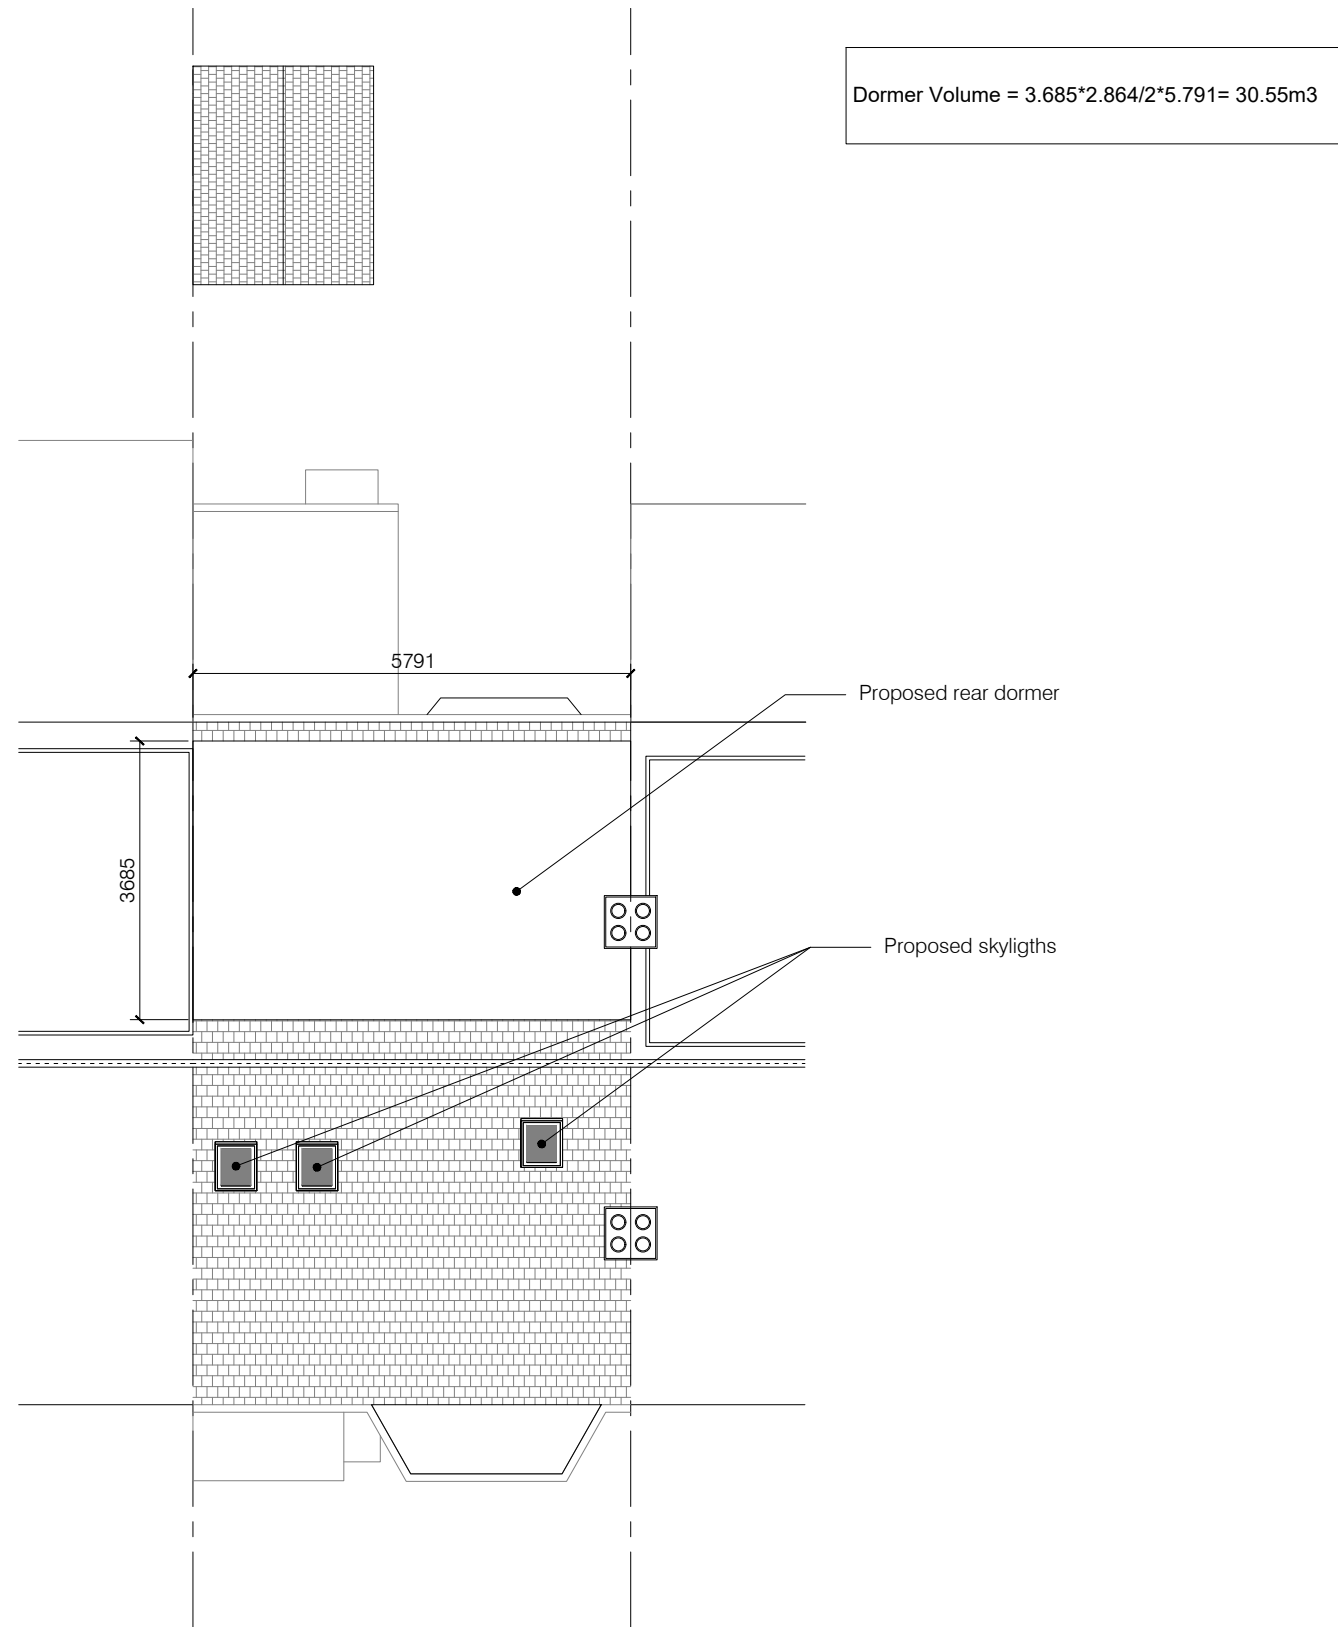 Dormer Volume = 3.685*2.864/2*5.791= 30.55m3
5791
Proposed rear dormer
3685
Proposed skyligths